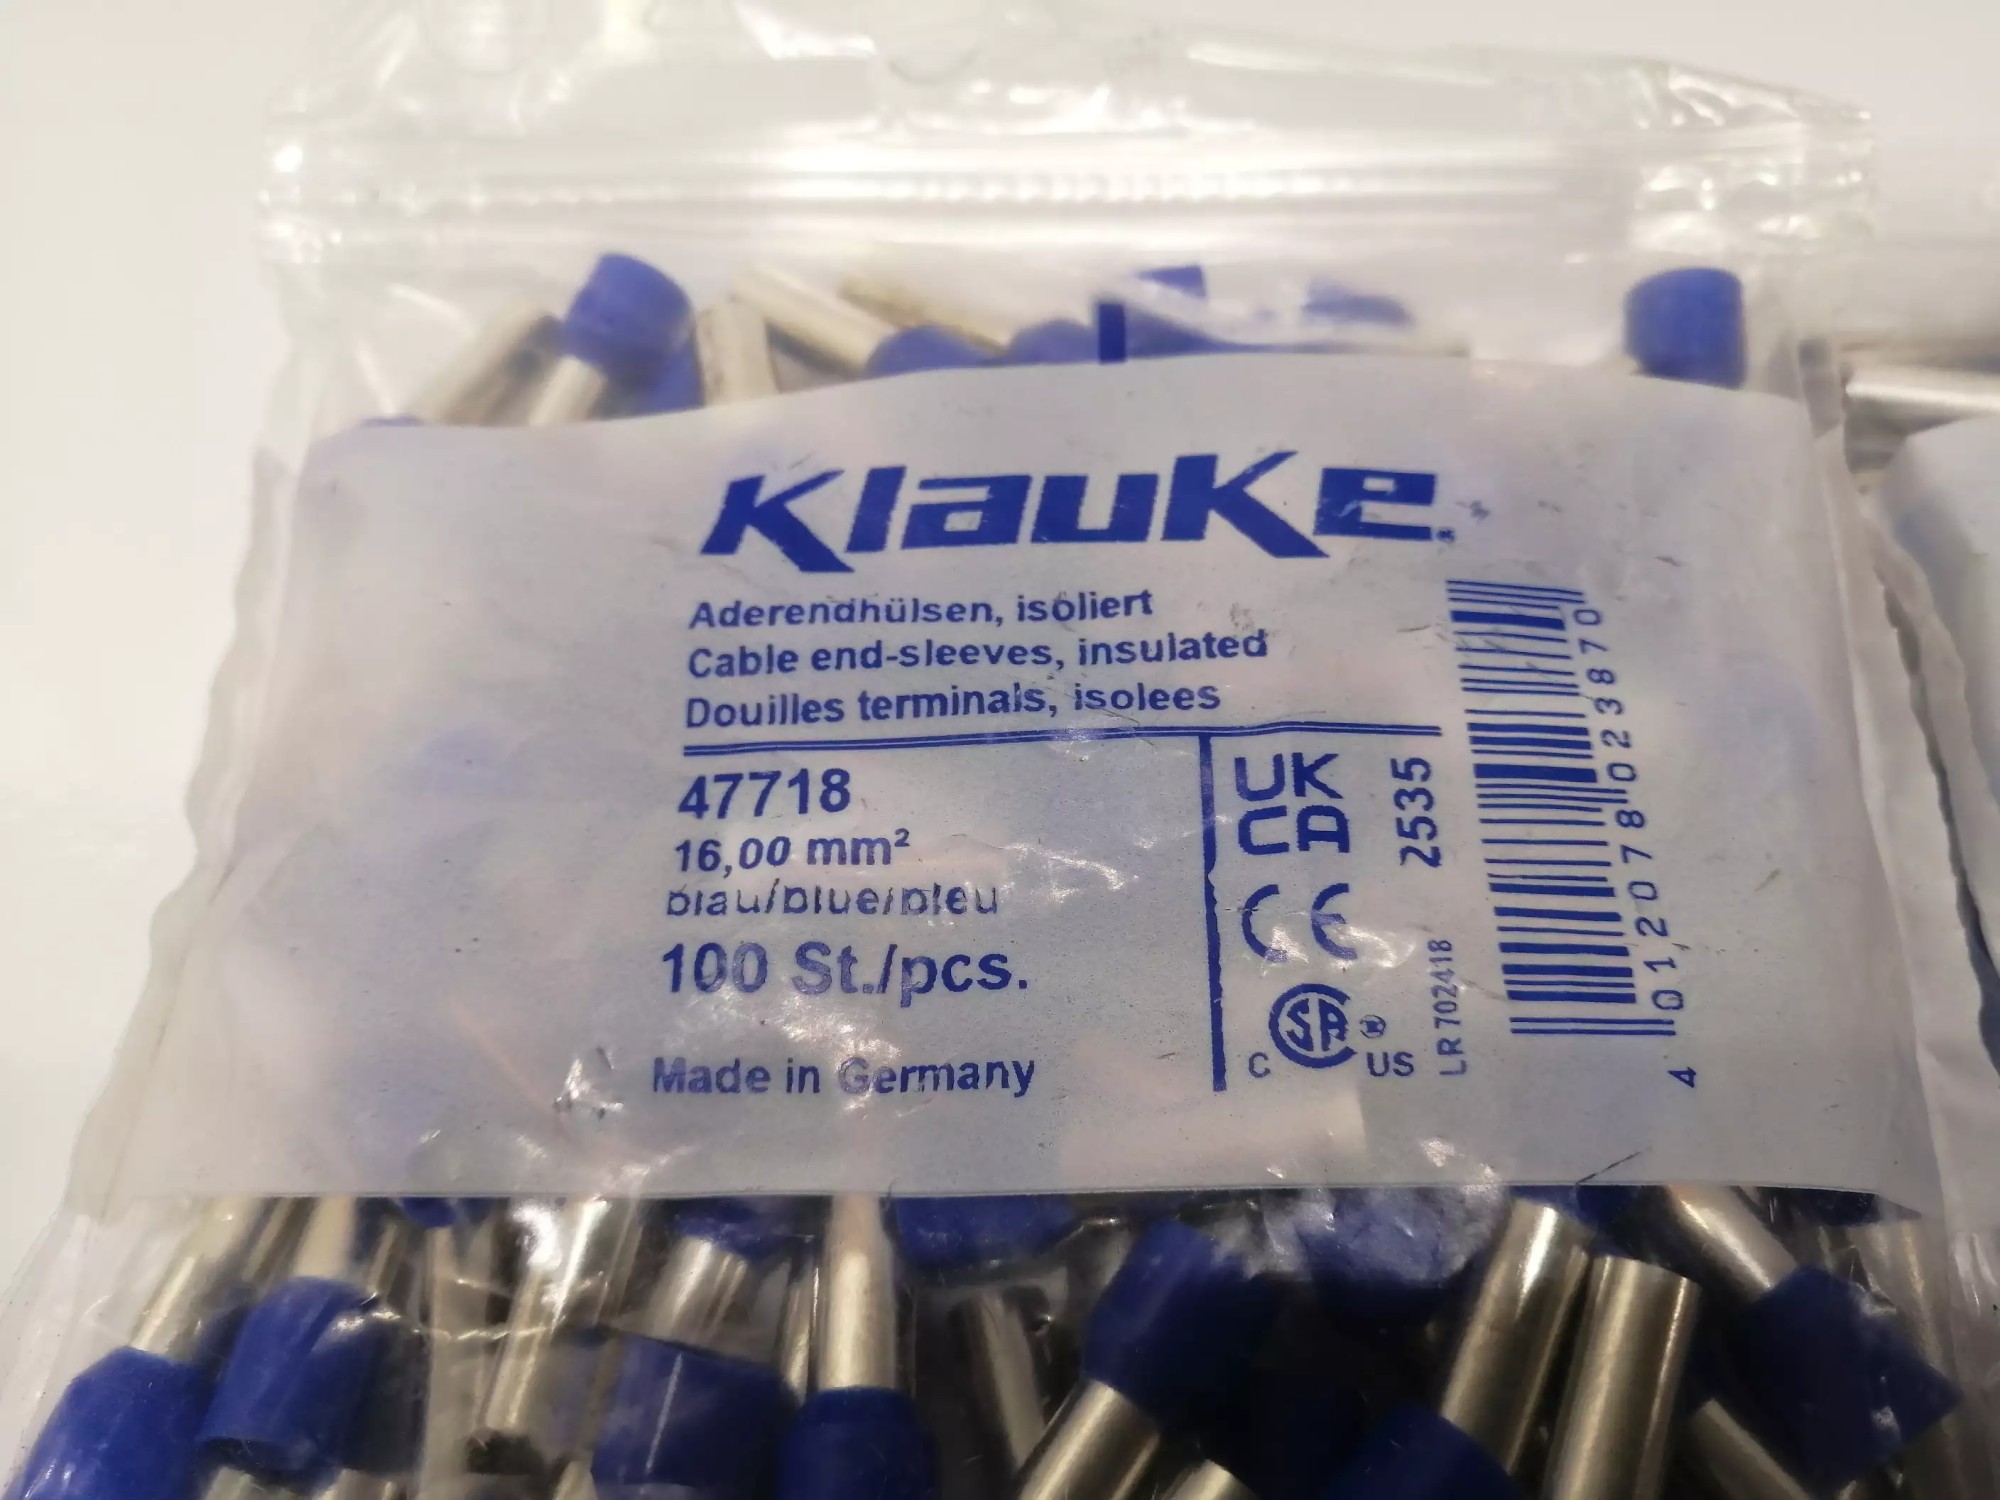 Klauke
Aderendhülsen, isoliert
Cable end-sleeves, insulated
Douilles terminals, isolees
47718
16,00 mm²
blau/blue/bleu
100 St./pcs.
Made in Germany
UK
CA
CE
C SA ® US
2535
LR 702418
4 012078 023870